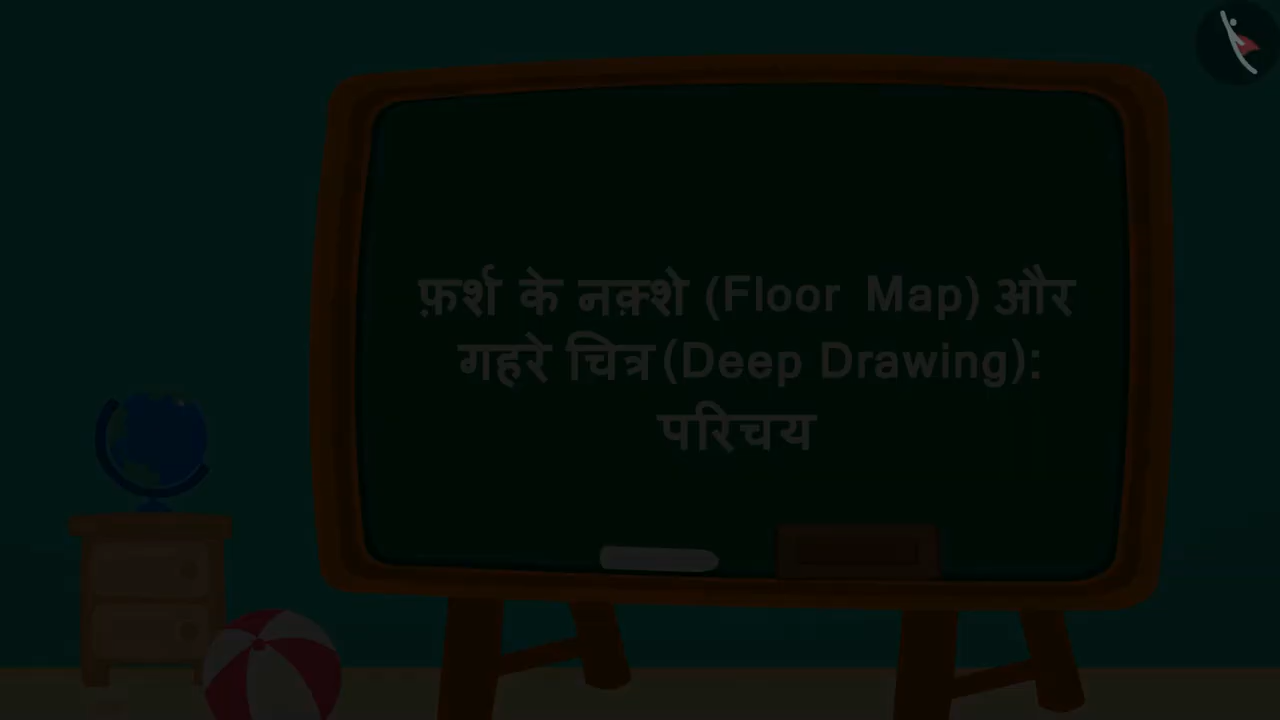 फ़र्श के नक़्शे (Floor Map) और
गहरे चित्र (Deep Drawing):
परिचय